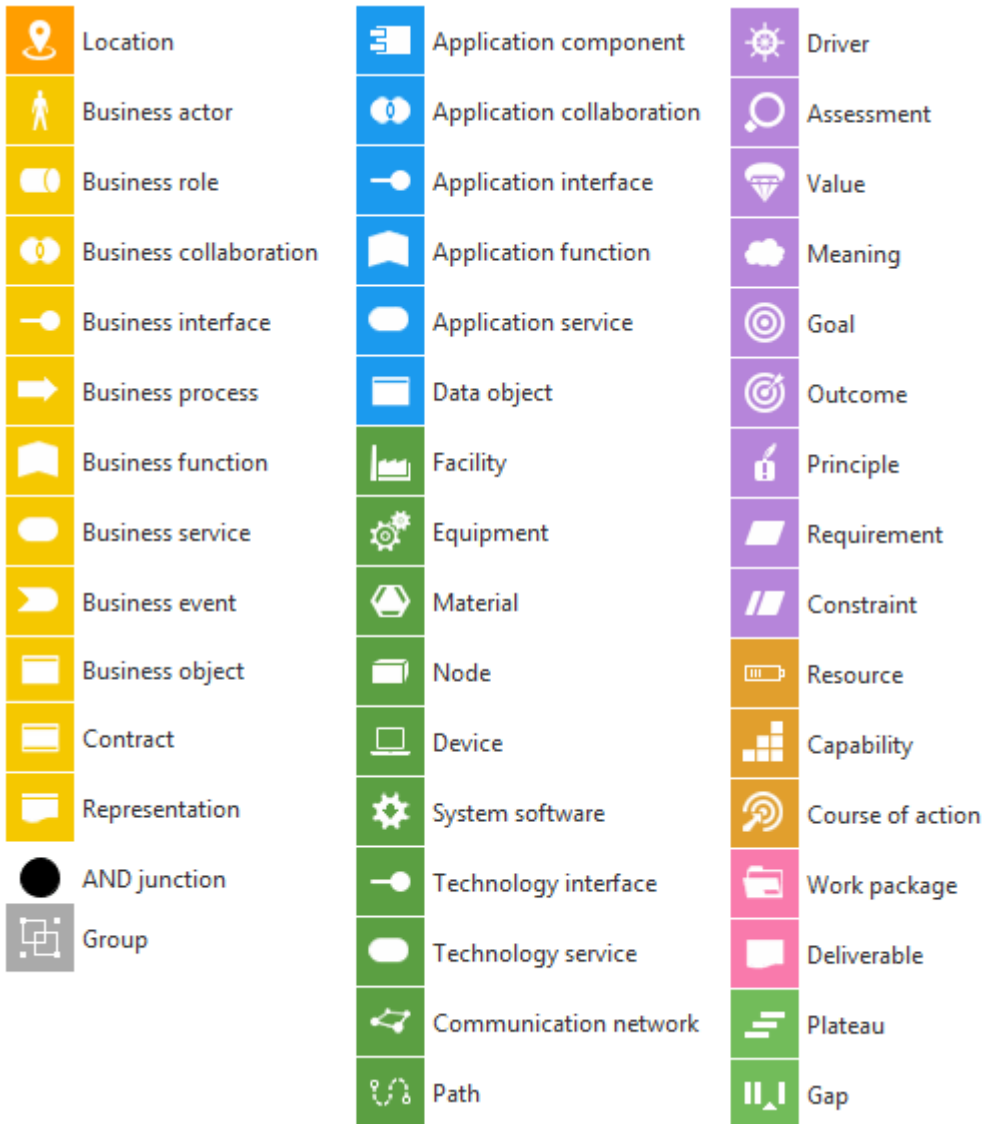 Location
Business actor
Business role
Business collaboration
Business interface
Business process
Business function
Business service
Business event
Business object
Contract
Representation
AND junction
Group
Application component
Application collaboration
Application interface
Application function
Application service
Data object
Facility
Equipment
Material
Node
Device
System software
Technology interface
Technology service
Communication network
Path
Driver
Assessment
Value
Meaning
Goal
Outcome
Principle
Requirement
Constraint
Resource
Capability
Course of action
Work package
Deliverable
Plateau
Gap